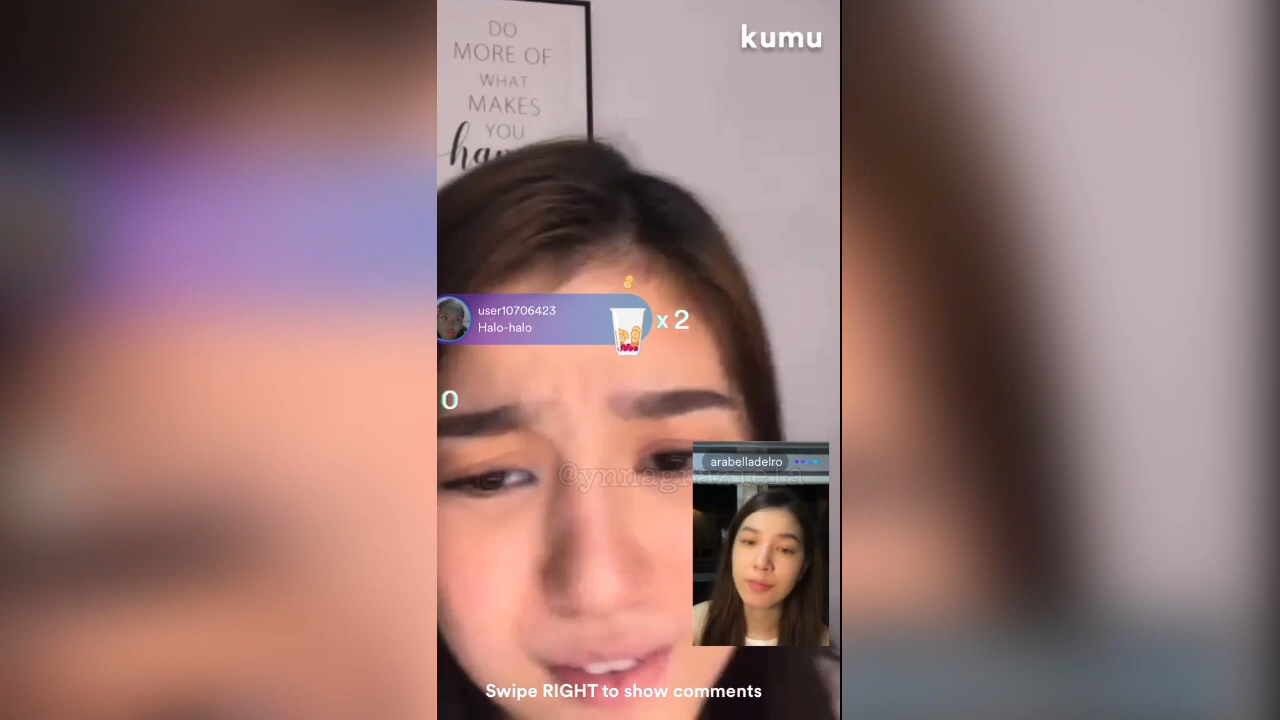 DO
MORE OF
WHAT
MAKES
YOU
kumu
user10706423
Halo-halo
x 2
0
arabelladelro
Swipe RIGHT to show comments